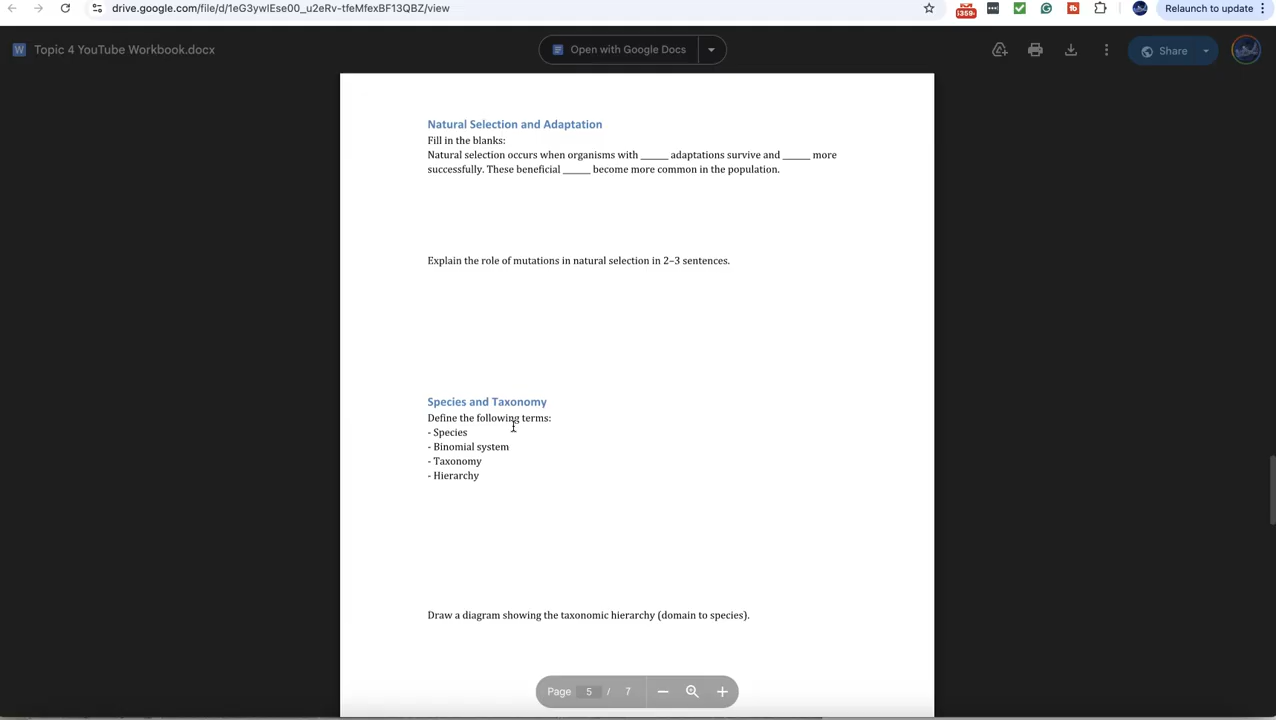 drive.google.com/file/d/1eG3ywIEse00_u2eRv-tfeMfexBF13QBZ/view
1359
Relaunch to update
Topic 4 YouTube Workbook.docx
Open with Google Docs
Share
Natural Selection and Adaptation
Fill in the blanks:
Natural selection occurs when organisms with ______ adaptations survive and ______ more
successfully. These beneficial ______ become more common in the population.
Explain the role of mutations in natural selection in 2–3 sentences.
Species and Taxonomy
Define the following terms:
- Species
- Binomial system
- Taxonomy
- Hierarchy
Draw a diagram showing the taxonomic hierarchy (domain to species).
Page 5 / 7